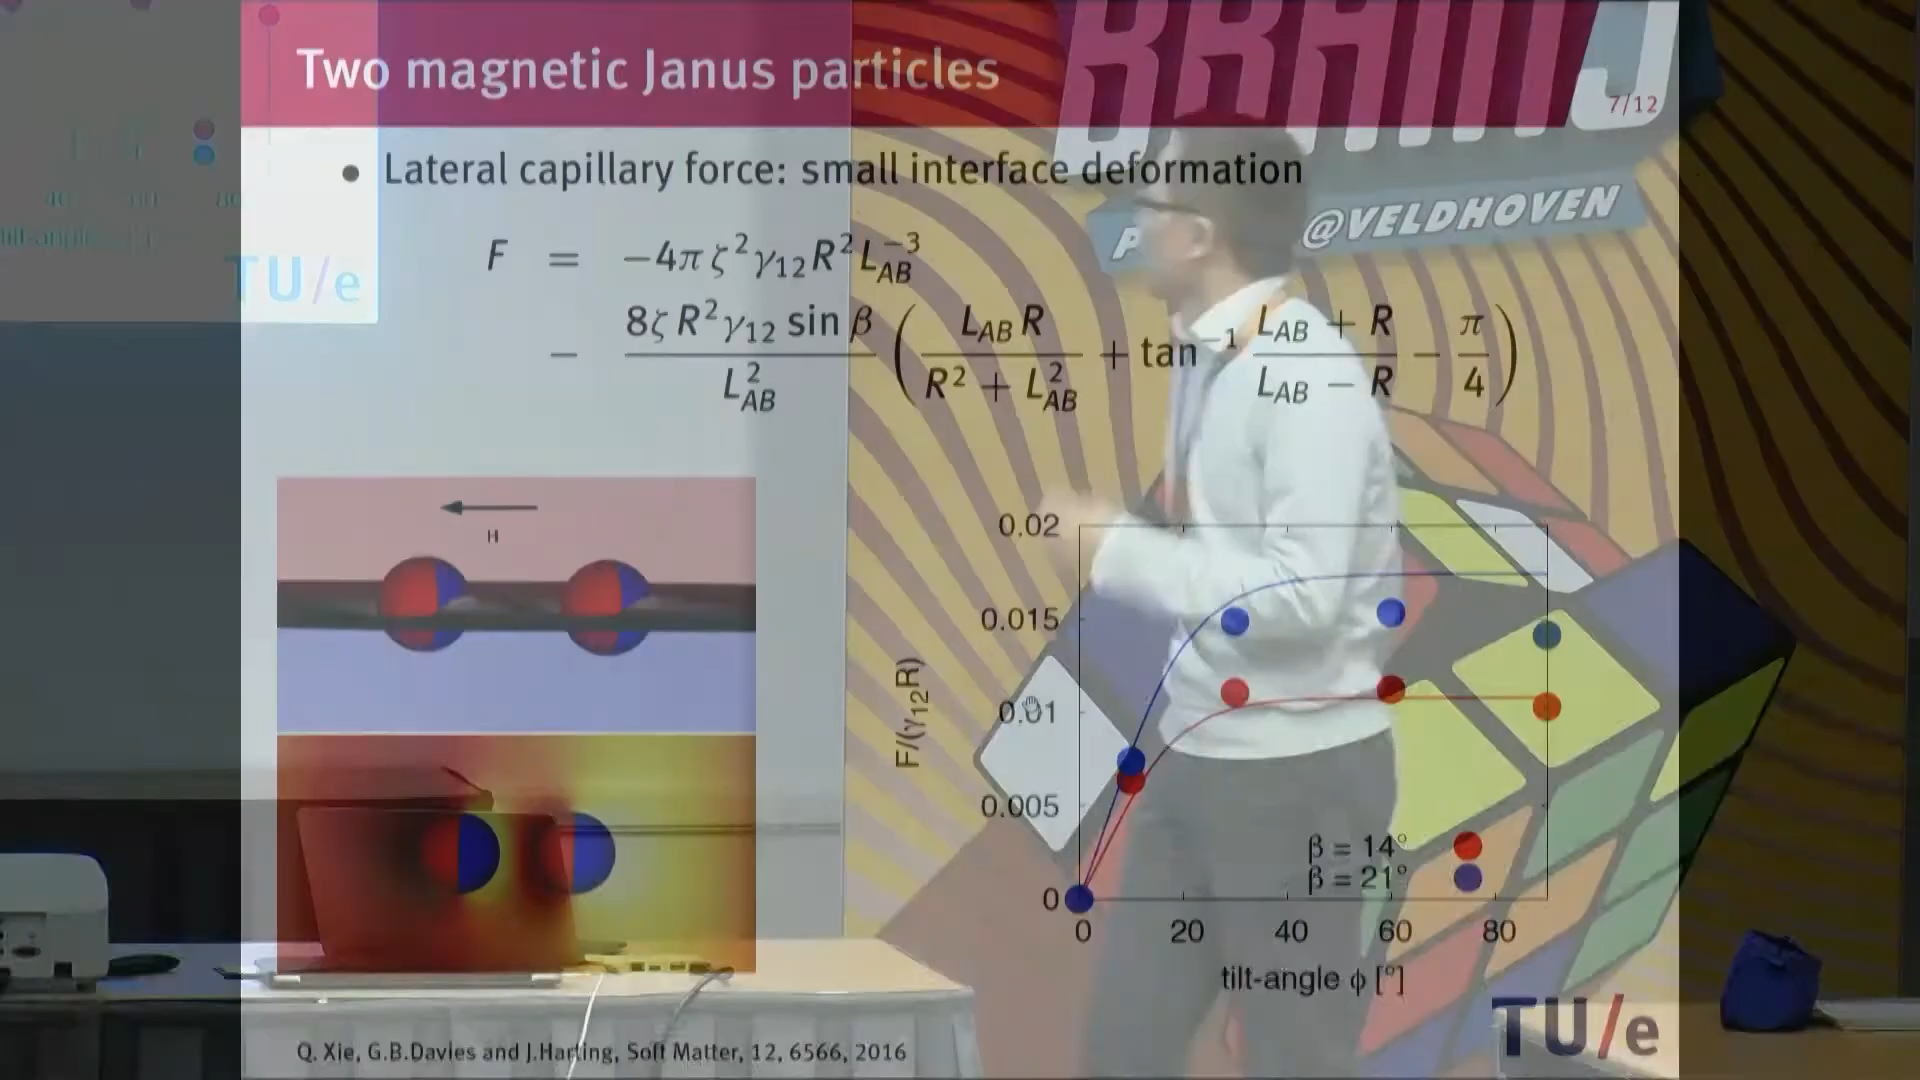 Two magnetic Janus particles
7/12
BRAIN
• Lateral capillary force: small interface deformation
@VELDHOVEN
F = −4πζ²γ₁₂R²L_AB⁻³
− 8ζR²γ₁₂ sin β / L²_AB ( L_AB R / R² + L²_AB + tan⁻¹ L_AB + R / L_AB − R − π / 4 )
TU/e
H
0.02
0.015
0.01
0.005
0
F/(γ₁₂R)
β = 14°
β = 21°
0 20 40 60 80
tilt-angle ϕ [°]
TU/e
Q. Xie, G.B.Davies and J.Harting, Soft Matter, 12, 6566, 2016